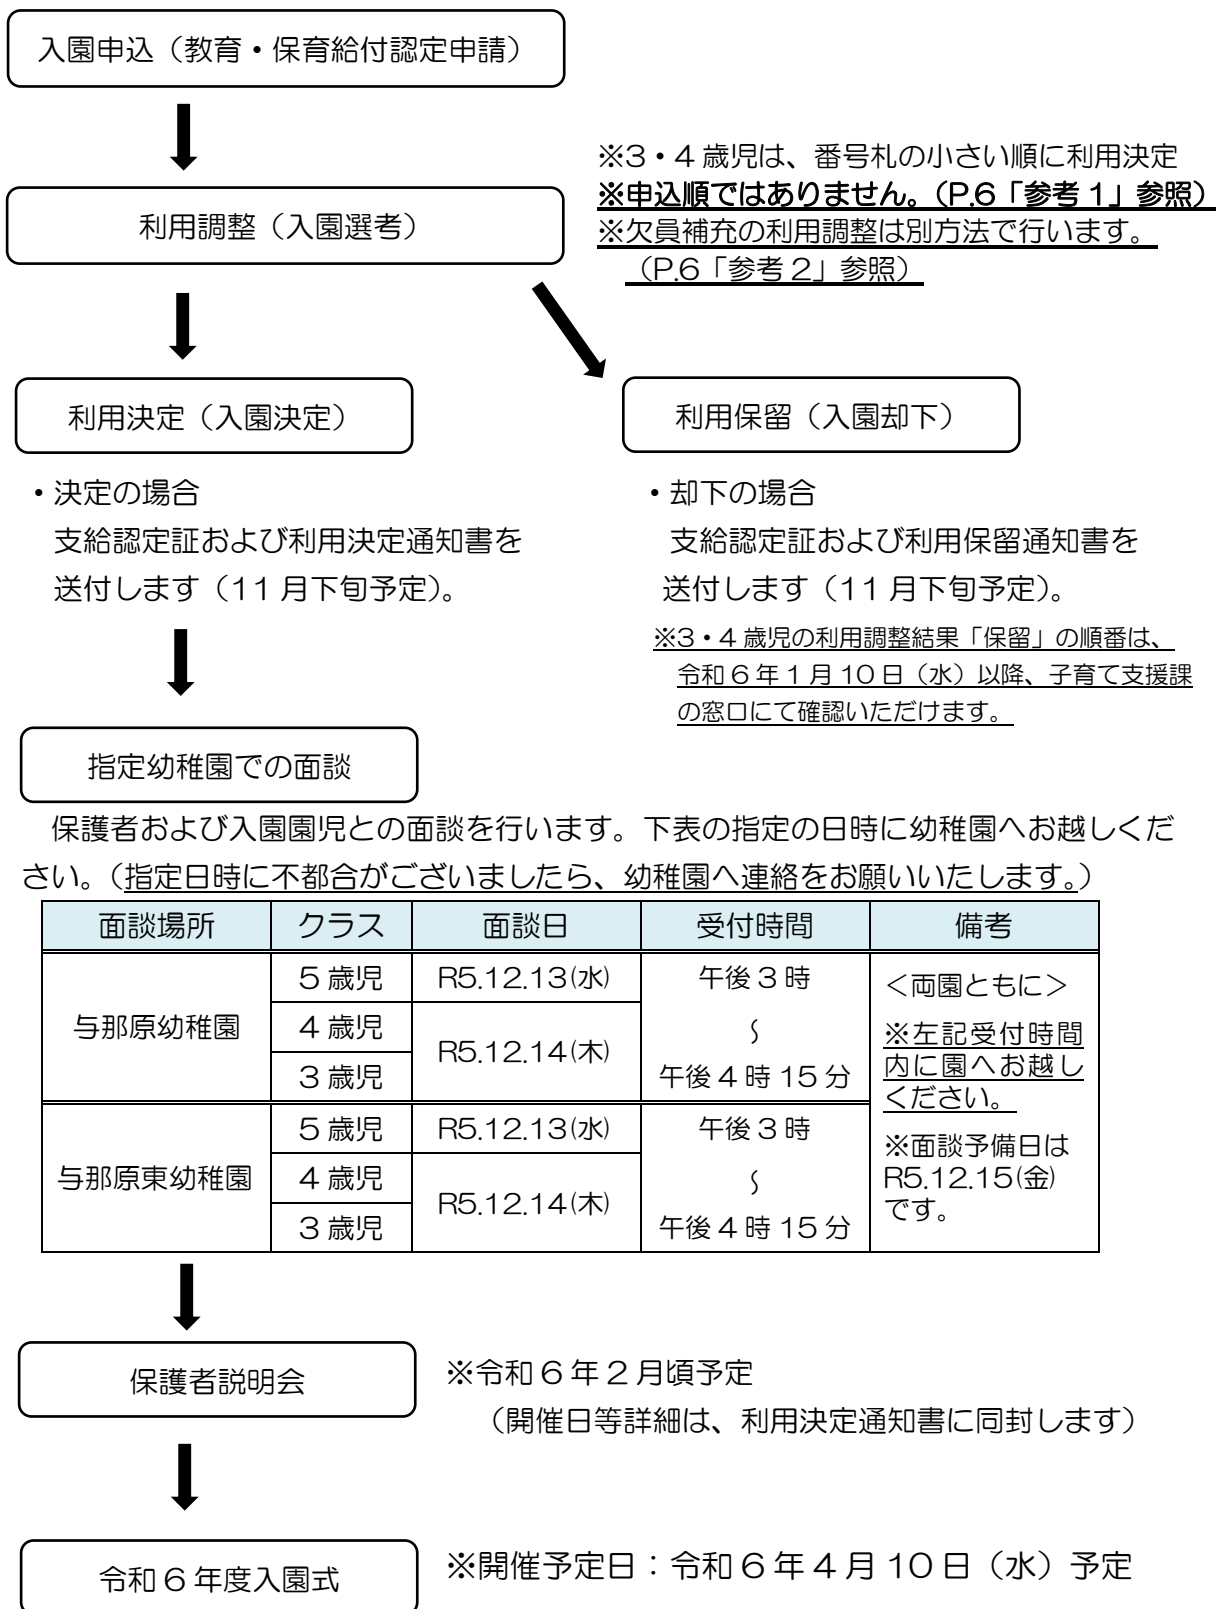 入園申込（教育・保育給付認定申請）
※3・4歳児は、番号札の小さい順に利用決定
※申込順ではありません。（P.6「参考1」参照）
利用調整（入園選考）
※欠員補充の利用調整は別方法で行います。
（P.6「参考2」参照）
利用決定（入園決定）
利用保留（入園却下）
・決定の場合
支給認定証および利用決定通知書を
送付します（11月下旬予定）。
・却下の場合
支給認定証および利用保留通知書を
送付します（11月下旬予定）。
※3・4歳児の利用調整結果「保留」の順番は、
令和6年1月10日（水）以降、子育て支援課
の窓口にて確認いただけます。
指定幼稚園での面談
保護者および入園園児との面談を行います。下表の指定の日時に幼稚園へお越しくだ
さい。（指定日時に不都合がございましたら、幼稚園へ連絡をお願いいたします。）
面談場所 クラス 面談日 受付時間 備考
与那原幼稚園
5歳児 R5.12.13(水)
4歳児
3歳児
R5.12.14(木)
午後3時
～
午後4時15分
与那原東幼稚園
5歳児 R5.12.13(水)
4歳児
3歳児
R5.12.14(木)
午後3時
～
午後4時15分
＜両園ともに＞
※左記受付時間
内に園へお越し
ください。
※面談予備日は
R5.12.15(金)
です。
保護者説明会
※令和6年2月頃予定
（開催日等詳細は、利用決定通知書に同封します）
令和6年度入園式
※開催予定日：令和6年4月10日（水）予定